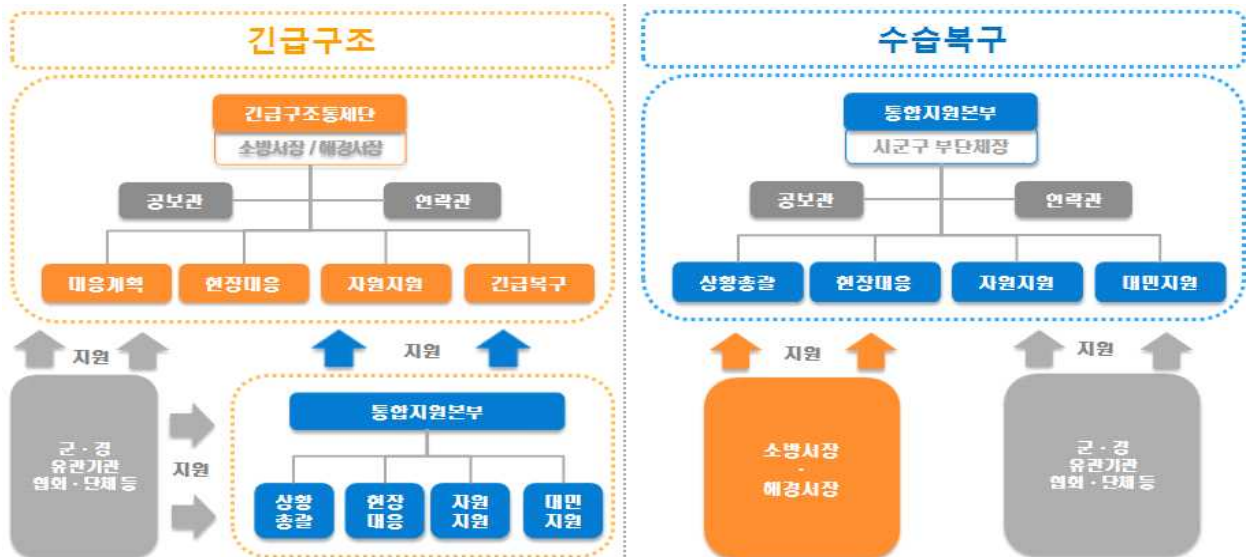 긴급구조
긴급구조통제단
소방서장 / 해경서장
공보관
연락관
대응계획
현장대응
자원지원
긴급복구
지원
지원
군 · 경
유관기관
협회 · 단체 등
지원
통합지원본부
상황
총괄
현장
대응
자원
지원
대민
지원
수습복구
통합지원본부
시군구 부단체장
공보관
연락관
상황총괄
현장대응
자원지원
대민지원
지원
지원
소방서장
·
해경서장
군 · 경
유관기관
협회 · 단체 등